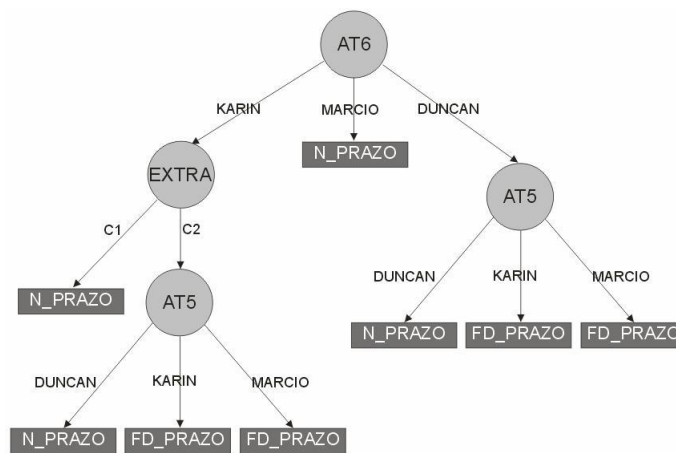 AT6
KARIN MARCIO DUNCAN
N_PRAZO
EXTRA
AT5
C1 C2
DUNCAN KARIN MARCIO
N_PRAZO
AT5
N_PRAZO FD_PRAZO FD_PRAZO
DUNCAN KARIN MARCIO
N_PRAZO FD_PRAZO FD_PRAZO